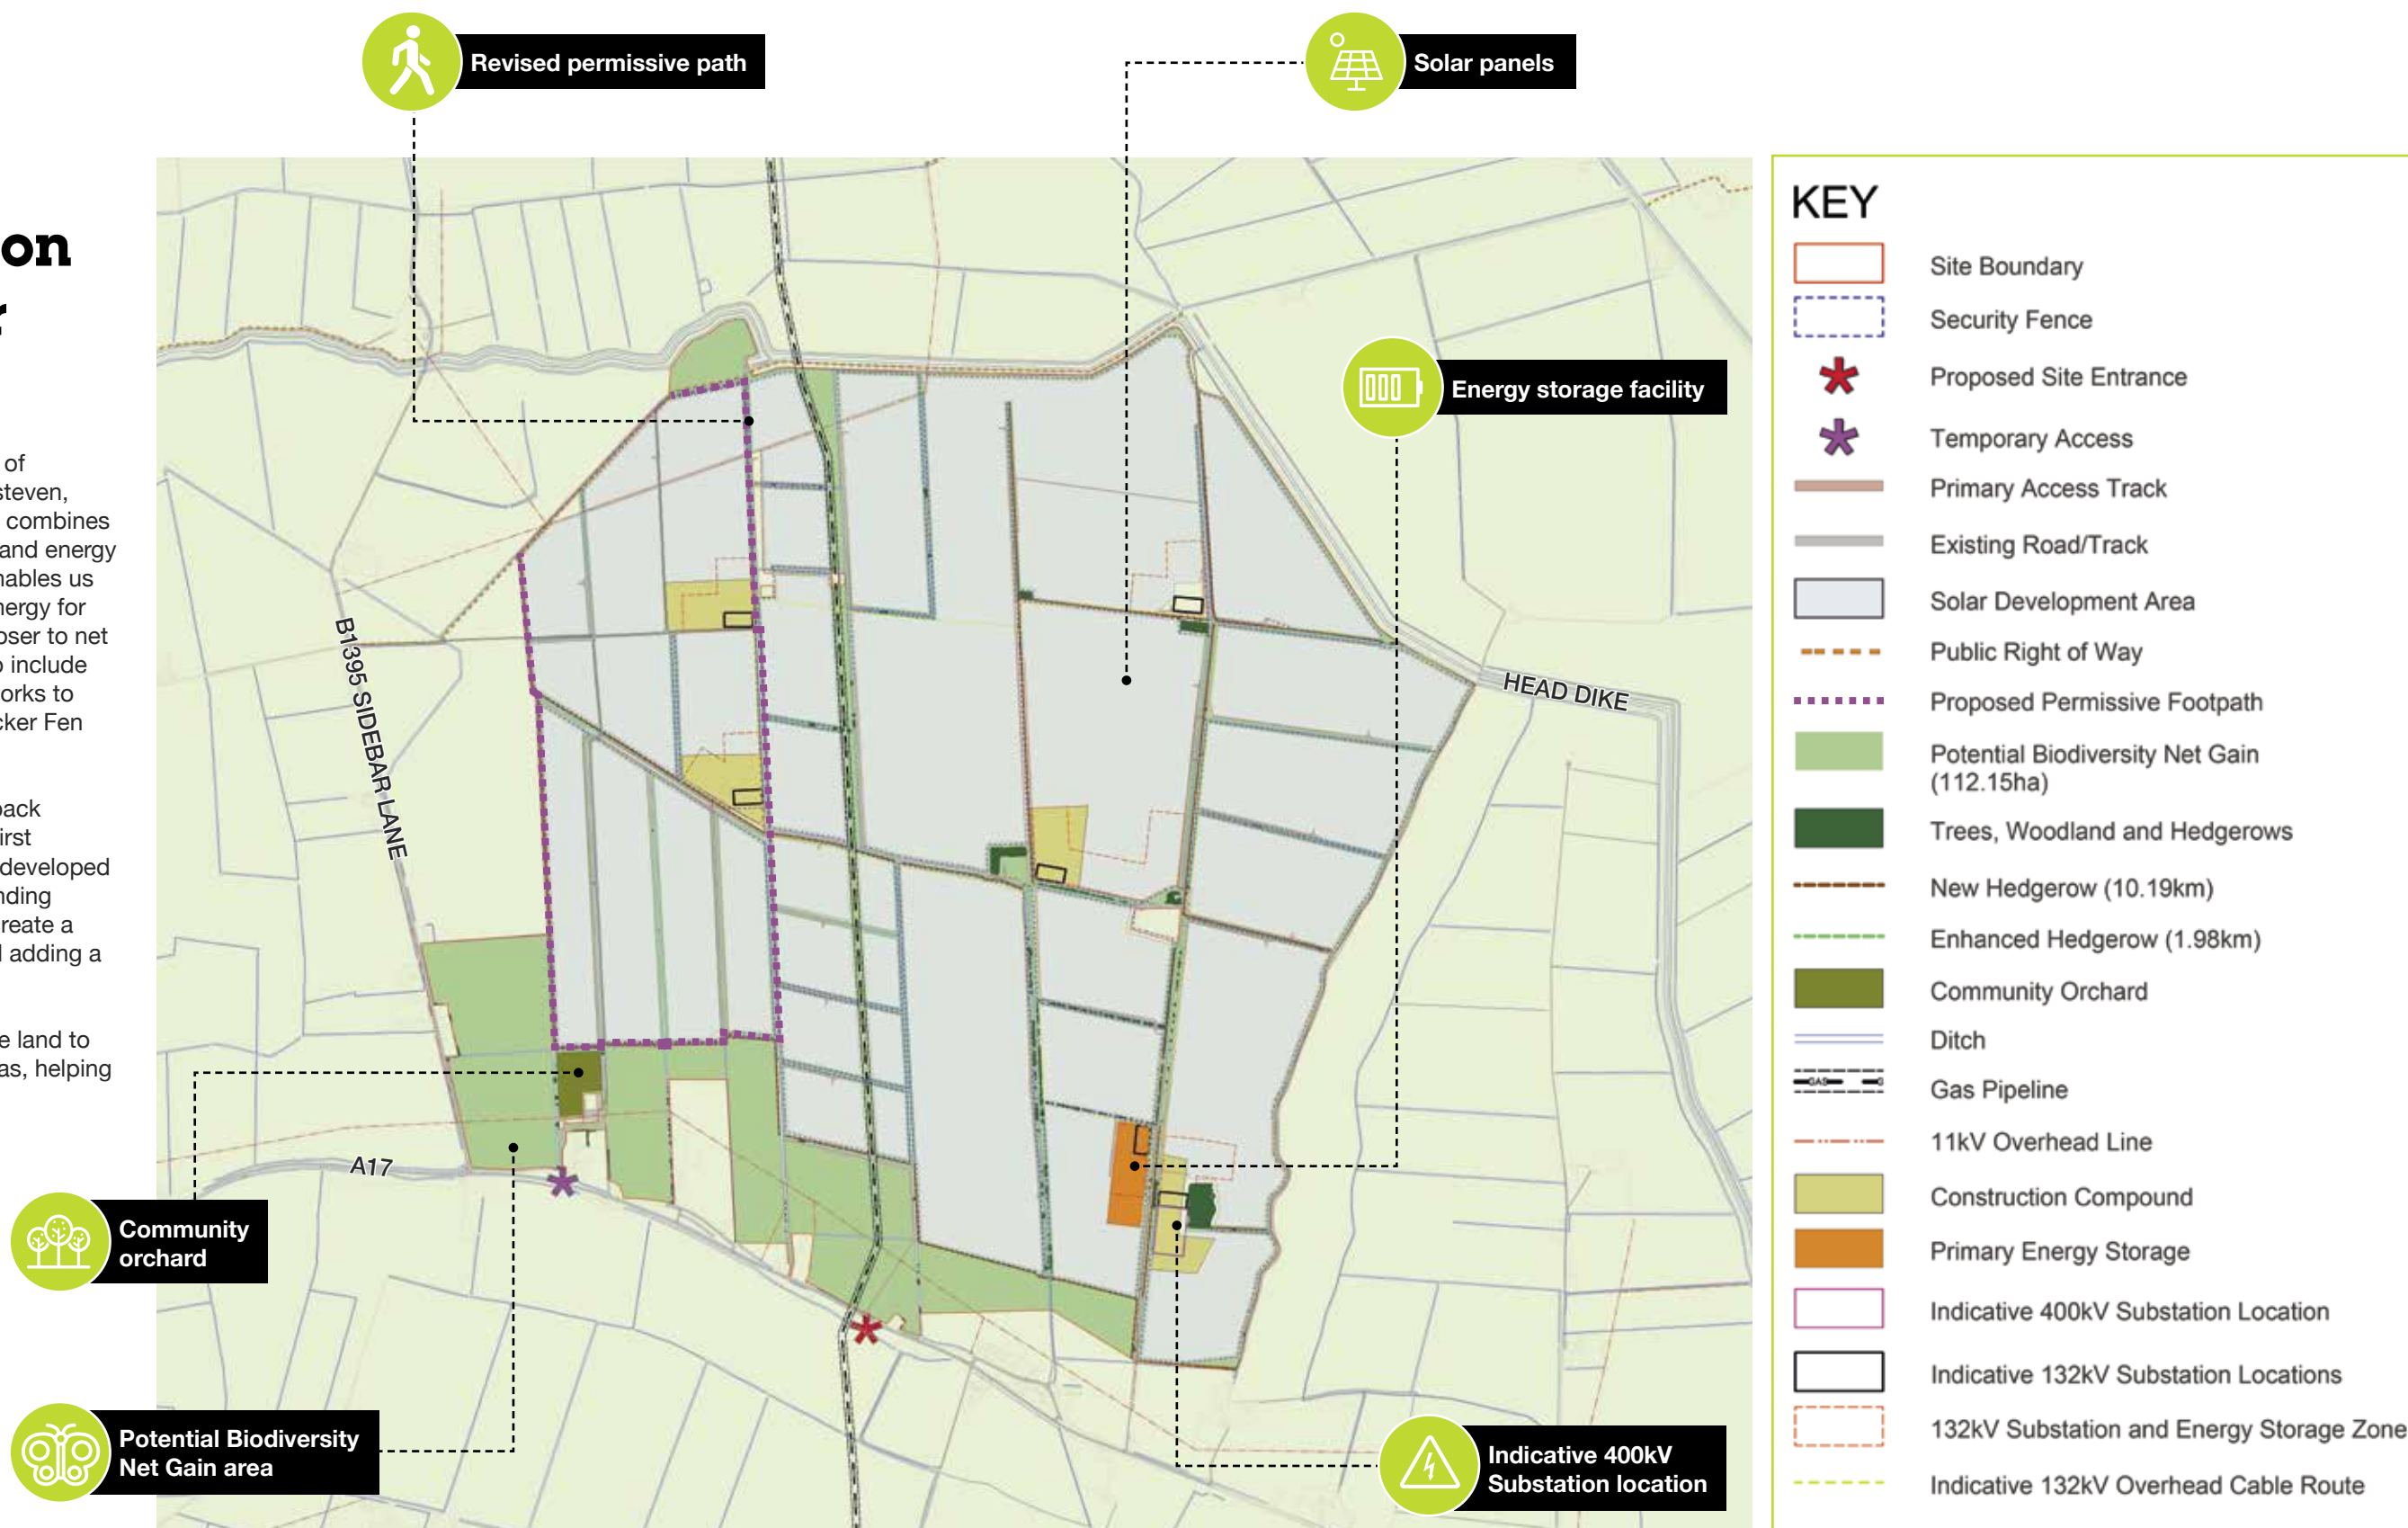 on
r
of
steven,
combines
and energy
nables us
nergy for
oser to net
o include
orks to
cker Fen
back
irst
developed
nding
create a
l adding a
e land to
as, helping
Revised permissive path
Solar panels
Energy storage facility
B1395 SIDEBAR LANE
HEAD DIKE
A17
Community
orchard
Potential Biodiversity
Net Gain area
Indicative 400kV
Substation location
KEY
Site Boundary
Security Fence
Proposed Site Entrance
Temporary Access
Primary Access Track
Existing Road/Track
Solar Development Area
Public Right of Way
Proposed Permissive Footpath
Potential Biodiversity Net Gain
(112.15ha)
Trees, Woodland and Hedgerows
New Hedgerow (10.19km)
Enhanced Hedgerow (1.98km)
Community Orchard
Ditch
GAS G
Gas Pipeline
11kV Overhead Line
Construction Compound
Primary Energy Storage
Indicative 400kV Substation Location
Indicative 132kV Substation Locations
132kV Substation and Energy Storage Zone
Indicative 132kV Overhead Cable Route